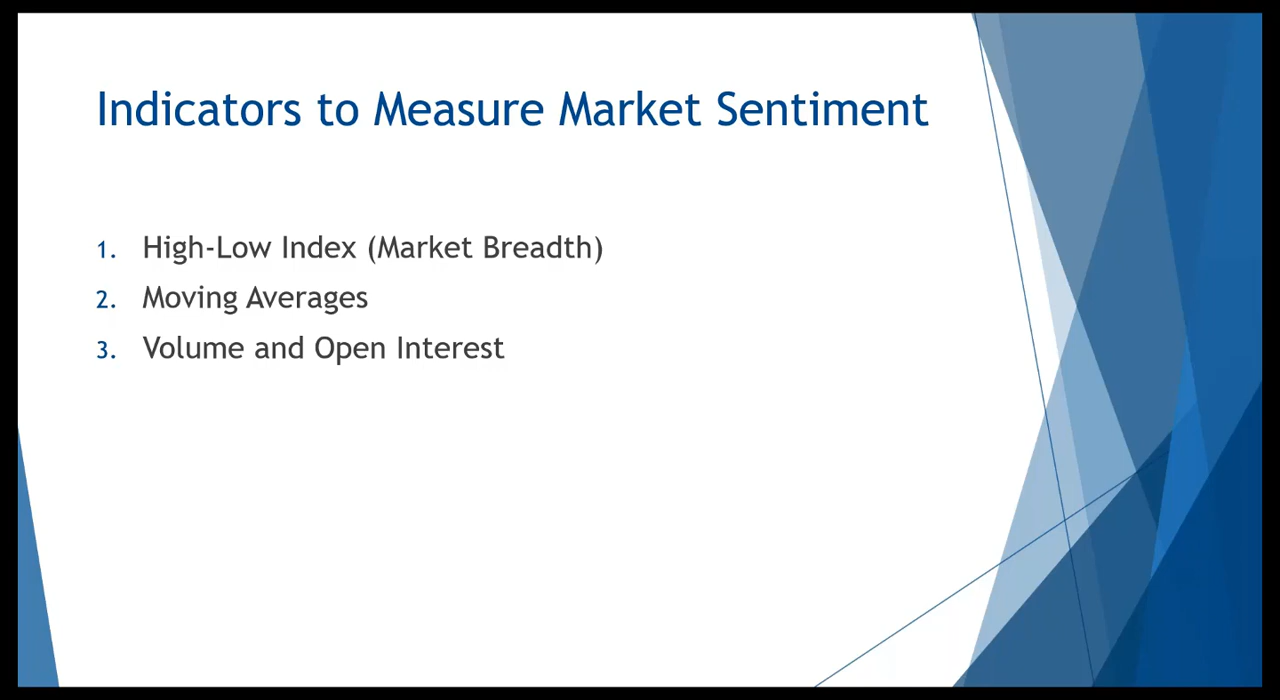 Indicators to Measure Market Sentiment
1. High-Low Index (Market Breadth)
2. Moving Averages
3. Volume and Open Interest